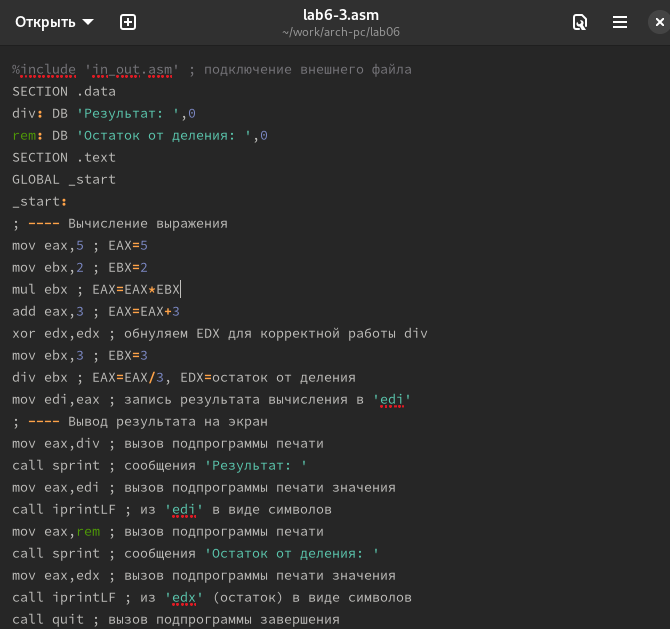 Открыть
lab6-3.asm
~/work/arch-pc/lab06
%include 'in_out.asm' ; подключение внешнего файла
SECTION .data
div: DB 'Результат: ',0
rem: DB 'Остаток от деления: ',0
SECTION .text
GLOBAL _start
_start:
; ---- Вычисление выражения
mov eax,5 ; EAX=5
mov ebx,2 ; EBX=2
mul ebx ; EAX=EAX*EBX
add eax,3 ; EAX=EAX+3
xor edx,edx ; обнуляем EDX для корректной работы div
mov ebx,3 ; EBX=3
div ebx ; EAX=EAX/3, EDX=остаток от деления
mov edi,eax ; запись результата вычисления в 'edi'
; ---- Вывод результата на экран
mov eax,div ; вызов подпрограммы печати
call sprint ; сообщения 'Результат: '
mov eax,edi ; вызов подпрограммы печати значения
call iprintLF ; из 'edi' в виде символов
mov eax,rem ; вызов подпрограммы печати
call sprint ; сообщения 'Остаток от деления: '
mov eax,edx ; вызов подпрограммы печати значения
call iprintLF ; из 'edx' (остаток) в виде символов
call quit ; вызов подпрограммы завершения